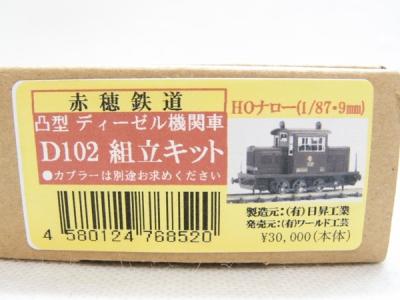 赤穂鉄道
凸型 ディーゼル機関車
D102 組立キット
●カプラーは別途お求めください
4 580124 768520
HOナロー(1/87・9mm)
製造元:(有)日昇工業
発売元:(有)ワールド工芸
¥30,000(本体)